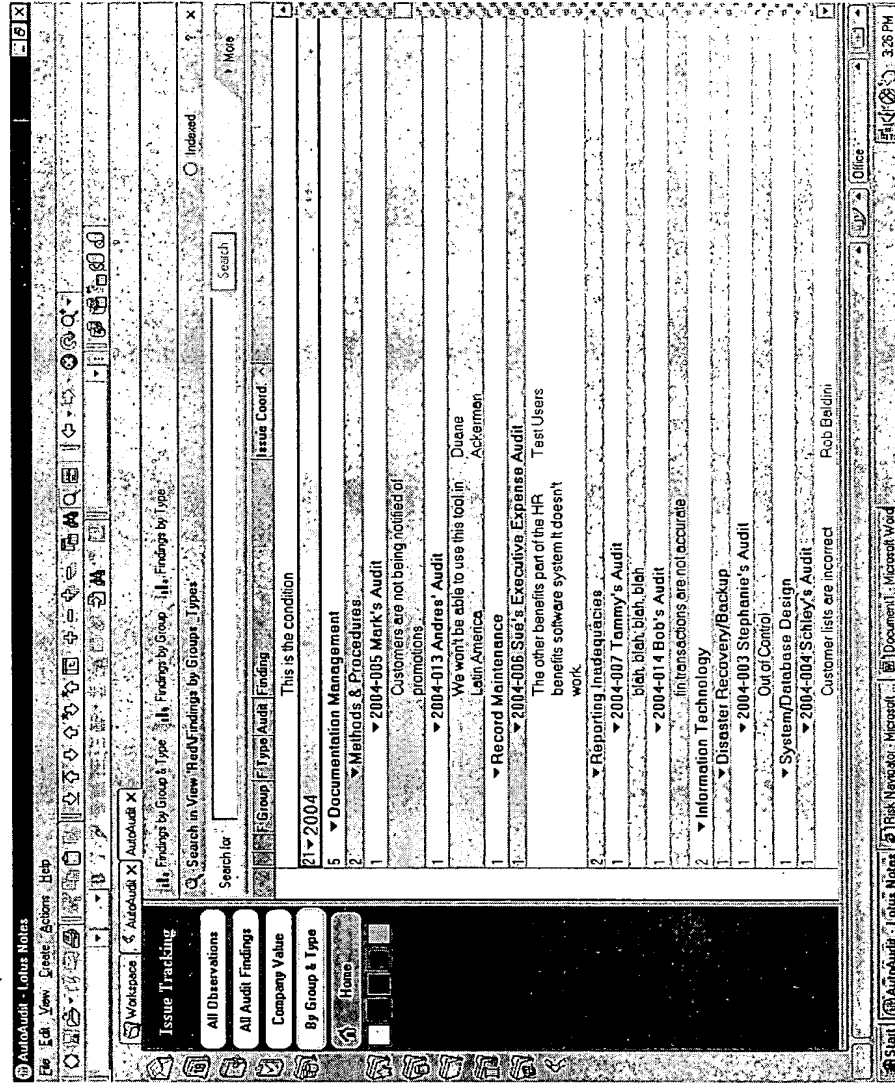 AutoAudit - Lotus Notes
File Edit View Create Actions Help
Workspace AutoAudit AutoAudit
Issue Tracking
All Observations
All Audit Findings
Company Value
By Group & Type
Home
Findings by Group & Type Findings by Group Findings by Type
Search in View 'Red\Findings by Groups \ Types' Indexed ? X
Search for Search More
F.Group F.Type Audit Finding Issue Coord.
This is the condition
21 2004
5 Documentation Management
2 Methods & Procedures
1 2004-005 Mark's Audit
Customers are not being notified of
promotions
1 2004-013 Andres' Audit
We won't be able to use this tool in Duane
Latin America Ackerman
1 Record Maintenance
1 2004-006 Sue's Executive Expense Audit
The other benefits part of the HR Test Users
benefits software system It doesn't
work.
2 Reporting Inadequacies
1 2004-007 Tammy's Audit
blah, blah, blah, blah
1 2004-014 Bob's Audit
fin transactions are not accurate
2 Information Technology
1 Disaster Recovery/Backup
1 2004-003 Stephanie's Audit
Out of Control
1 System/Database Design
1 2004-004 Schley's Audit
Customer lists are incorrect Rob Baldini
Office
Start AutoAudit - Lotus Notes Risk Navigator - Microsoft Document1 - Microsoft Word 3:26 PM